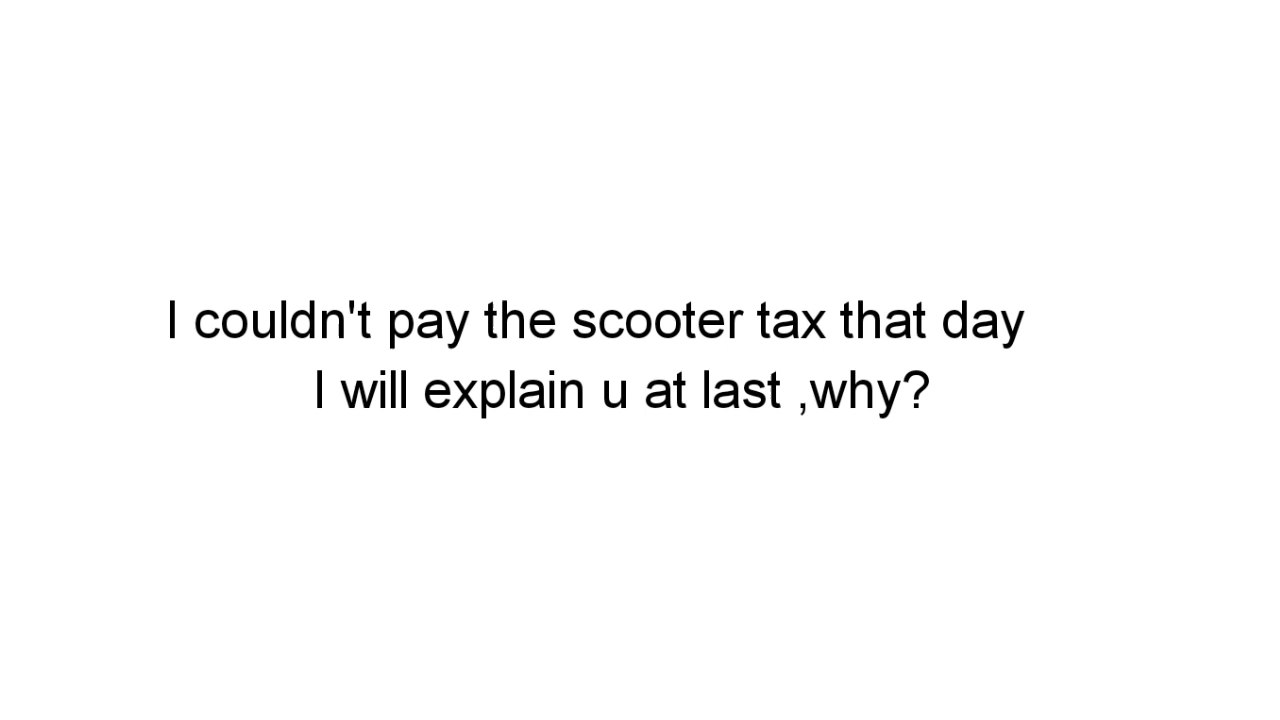 I couldn't pay the scooter tax that day
I will explain u at last ,why?